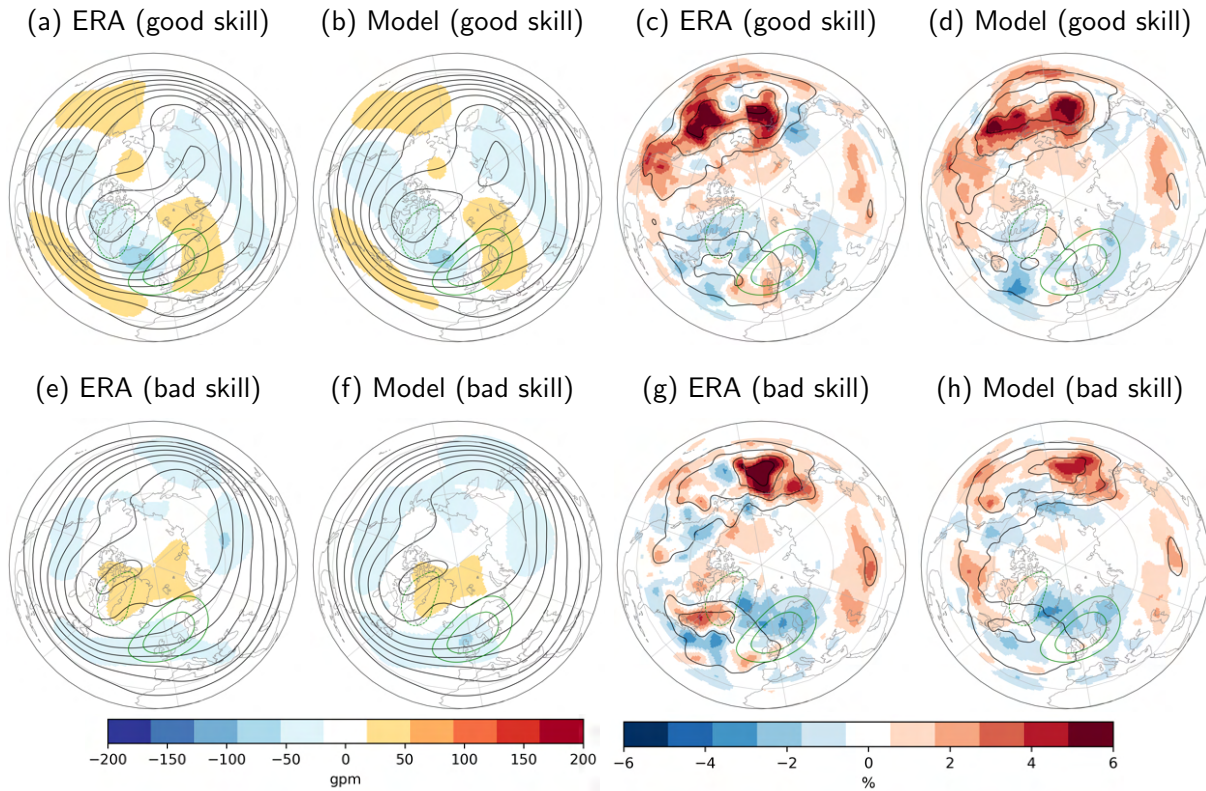 (a) ERA (good skill)
(b) Model (good skill)
(c) ERA (good skill)
(d) Model (good skill)
(e) ERA (bad skill)
(f) Model (bad skill)
(g) ERA (bad skill)
(h) Model (bad skill)
−200 −150 −100 −50 0 50 100 150 200
gpm
−6 −4 −2 0 2 4 6
%